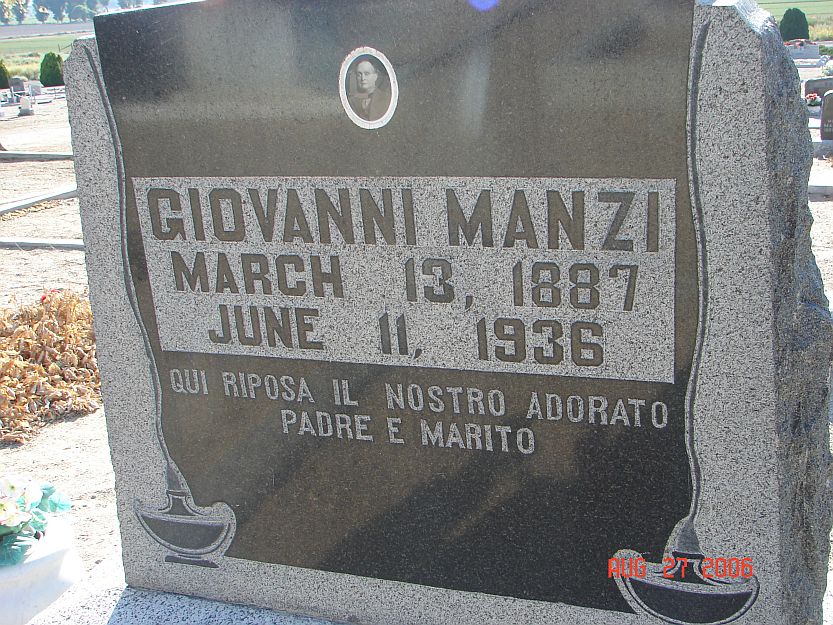 GIOVANNI MANZI
MARCH 13, 1887
JUNE 11, 1936
QUI RIPOSA IL NOSTRO ADORATO
PADRE E MARITO
AUG 27 2006